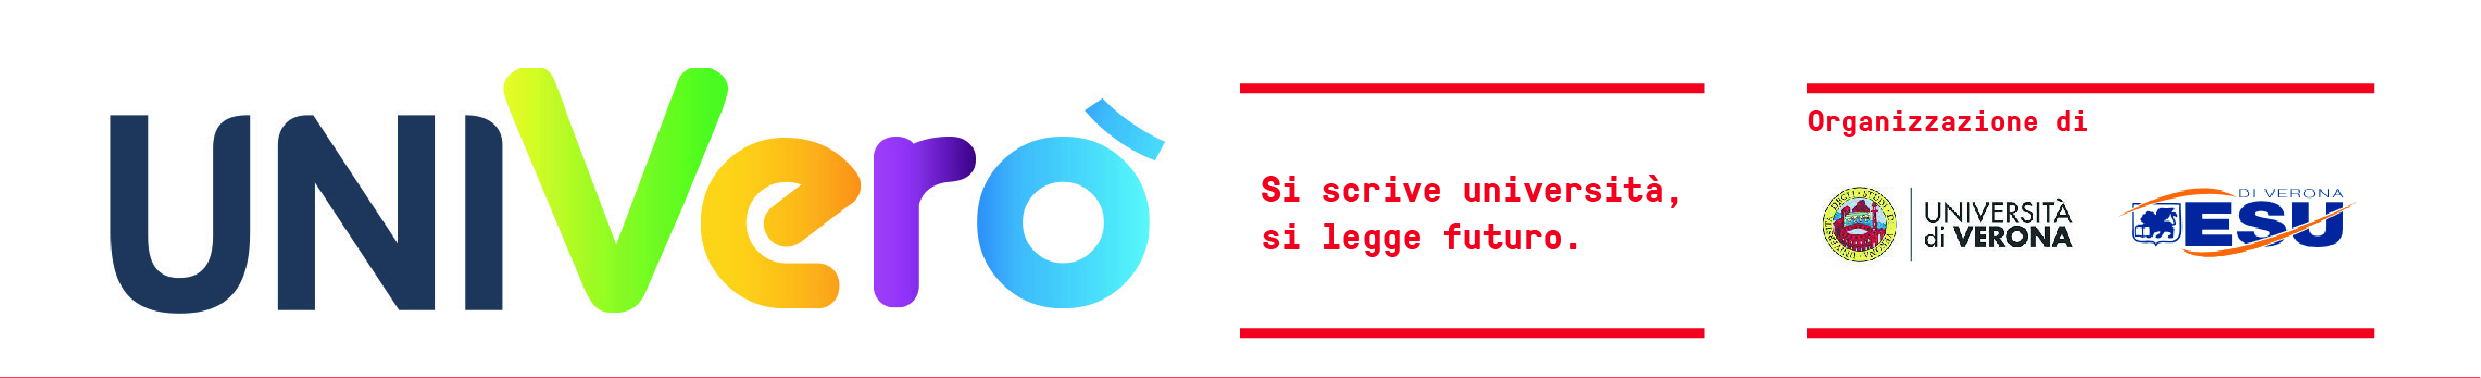 UNIVerò
Si scrive università,
si legge futuro.
Organizzazione di
UNIVERSITÀ
di VERONA
DI VERONA
ESU